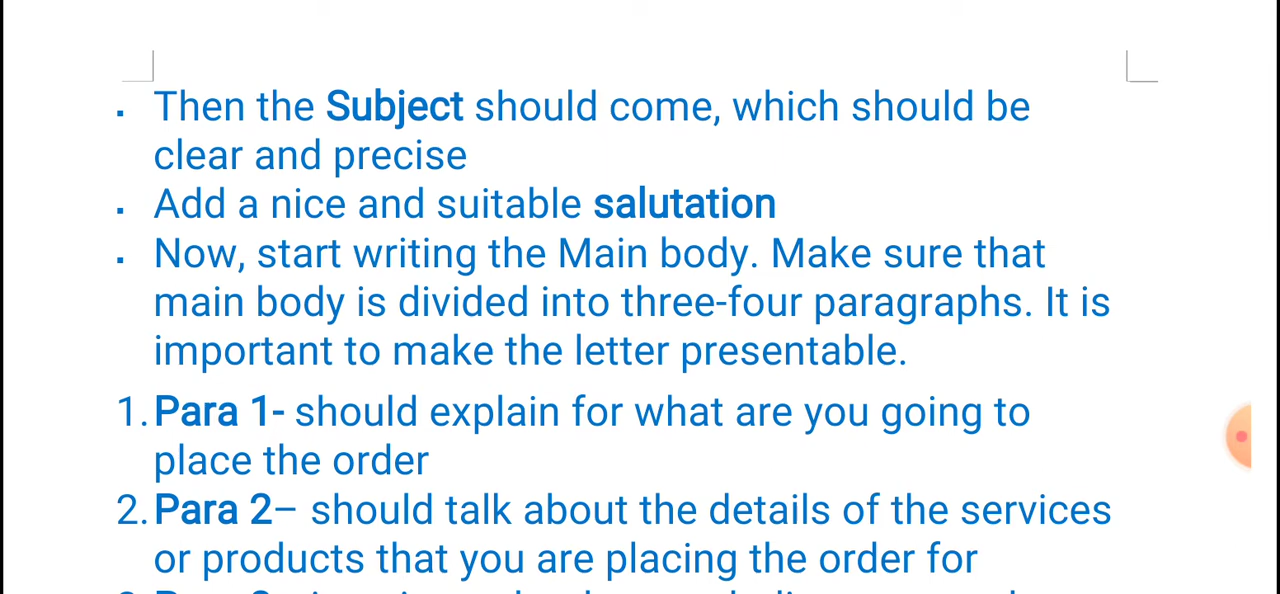 Then the Subject should come, which should be
clear and precise
Add a nice and suitable salutation
Now, start writing the Main body. Make sure that
main body is divided into three-four paragraphs. It is
important to make the letter presentable.
1. Para 1- should explain for what are you going to
place the order
2. Para 2– should talk about the details of the services
or products that you are placing the order for